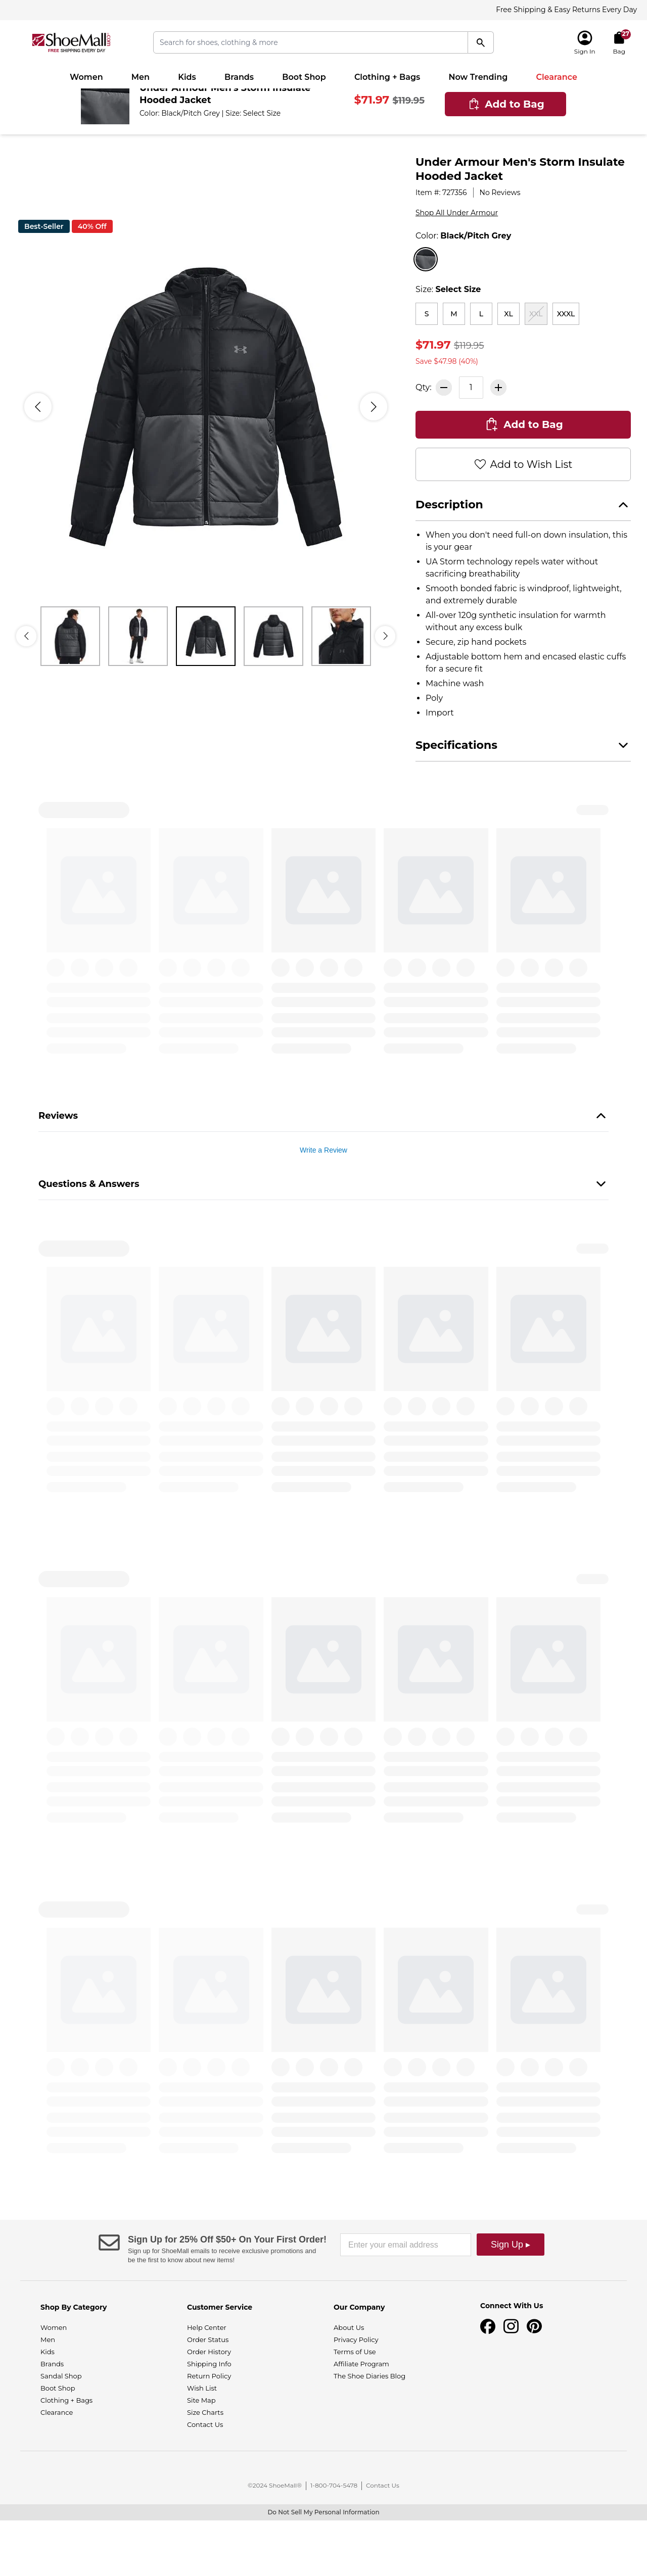 Free Shipping & Easy Returns Every Day
ShoeMall.com
FREE SHIPPING EVERY DAY
Search for shoes, clothing & more
Sign In
27
Bag
Women Men Kids Brands Boot Shop Clothing + Bags Now Trending Clearance
Under Armour Men's Storm Insulate
Hooded Jacket
Color: Black/Pitch Grey | Size: Select Size
$71.97 $119.95
Add to Bag
Best-Seller
40% Off
Under Armour Men's Storm Insulate
Hooded Jacket
Item #: 727356 No Reviews
Shop All Under Armour
Color: Black/Pitch Grey
Size: Select Size
S M L XL XXL XXXL
$71.97 $119.95
Save $47.98 (40%)
Qty: 1
Add to Bag
Add to Wish List
Description
When you don't need full-on down insulation, this
is your gear
UA Storm technology repels water without
sacrificing breathability
Smooth bonded fabric is windproof, lightweight,
and extremely durable
All-over 120g synthetic insulation for warmth
without any excess bulk
Secure, zip hand pockets
Adjustable bottom hem and encased elastic cuffs
for a secure fit
Machine wash
Poly
Import
Specifications
Reviews
Write a Review
Questions & Answers
Sign Up for 25% Off $50+ On Your First Order!
Sign up for ShoeMall emails to receive exclusive promotions and
be the first to know about new items!
Enter your email address
Sign Up ▸
Shop By Category
Women
Men
Kids
Brands
Sandal Shop
Boot Shop
Clothing + Bags
Clearance
Customer Service
Help Center
Order Status
Order History
Shipping Info
Return Policy
Wish List
Site Map
Size Charts
Contact Us
Our Company
About Us
Privacy Policy
Terms of Use
Affiliate Program
The Shoe Diaries Blog
Connect With Us
©2024 ShoeMall® | 1-800-704-5478 | Contact Us
Do Not Sell My Personal Information